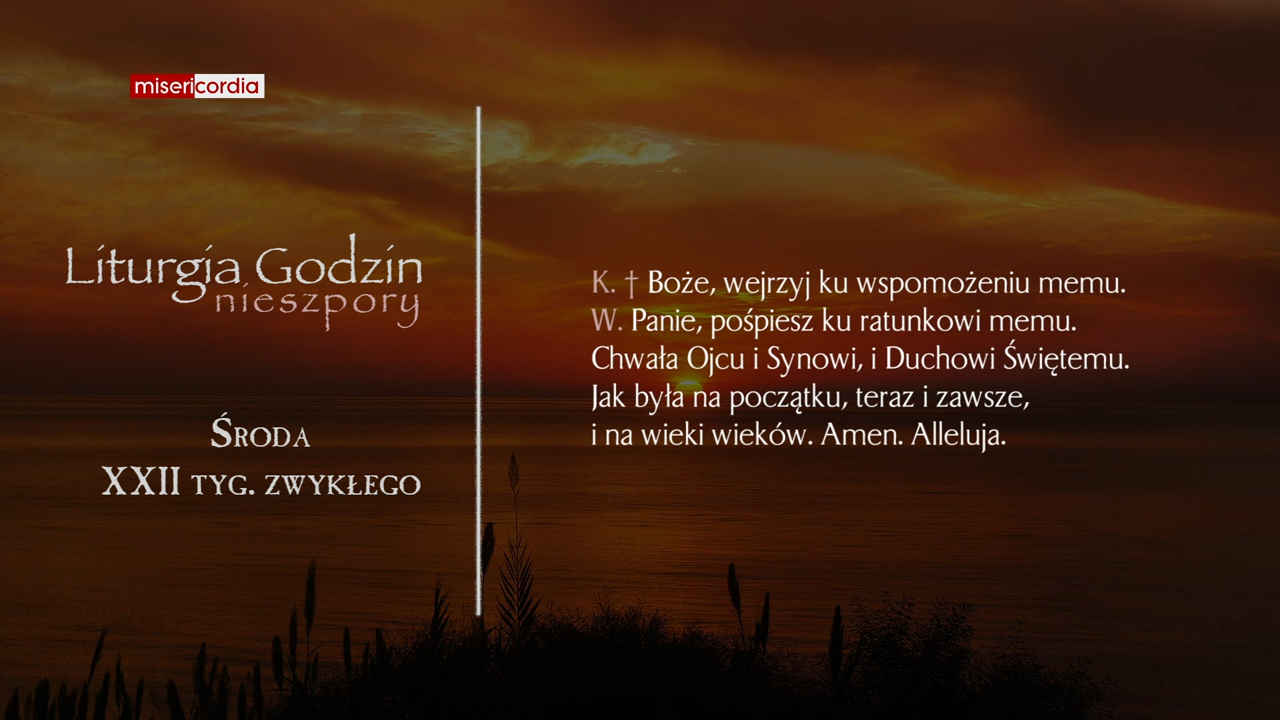 misericordia
Liturgia Godzin
nieszpory
Środa
XXII tyg. zwykłego
K. † Boże, wejrzyj ku wspomożeniu memu.
W. Panie, pośpiesz ku ratunkowi memu.
Chwała Ojcu i Synowi, i Duchowi Świętemu.
Jak była na początku, teraz i zawsze,
i na wieki wieków. Amen. Alleluja.